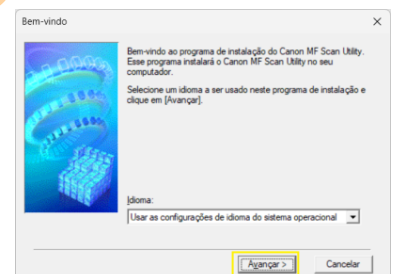 Bem-vindo
Bem-vindo ao programa de instalação do Canon MF Scan Utility.
Esse programa instalará o Canon MF Scan Utility no seu
computador.
Selecione um idioma a ser usado neste programa de instalação e
clique em [Avançar].
Idioma:
Usar as configurações de idioma do sistema operacional
Avançar >
Cancelar